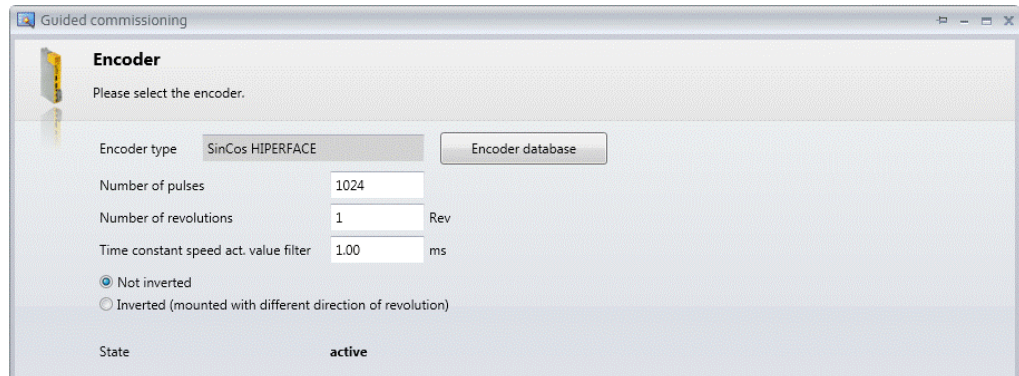 Guided commissioning
Encoder
Please select the encoder.
Encoder type SinCos HIPERFACE Encoder database
Number of pulses 1024
Number of revolutions 1 Rev
Time constant speed act. value filter 1.00 ms
Not inverted
Inverted (mounted with different direction of revolution)
State active